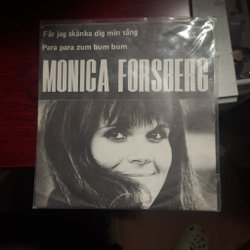 Får jag skänka dig min sång
Para para zum bum bum
MONICA FORSBERG